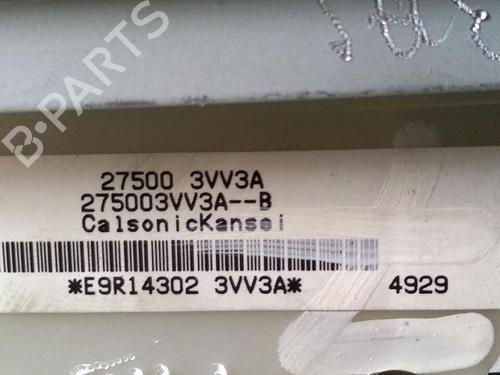 B-PARTS
27500 3VV3A
275003VV3A--B
CalsonicKansei
*E9R14302 3VV3A* 4929